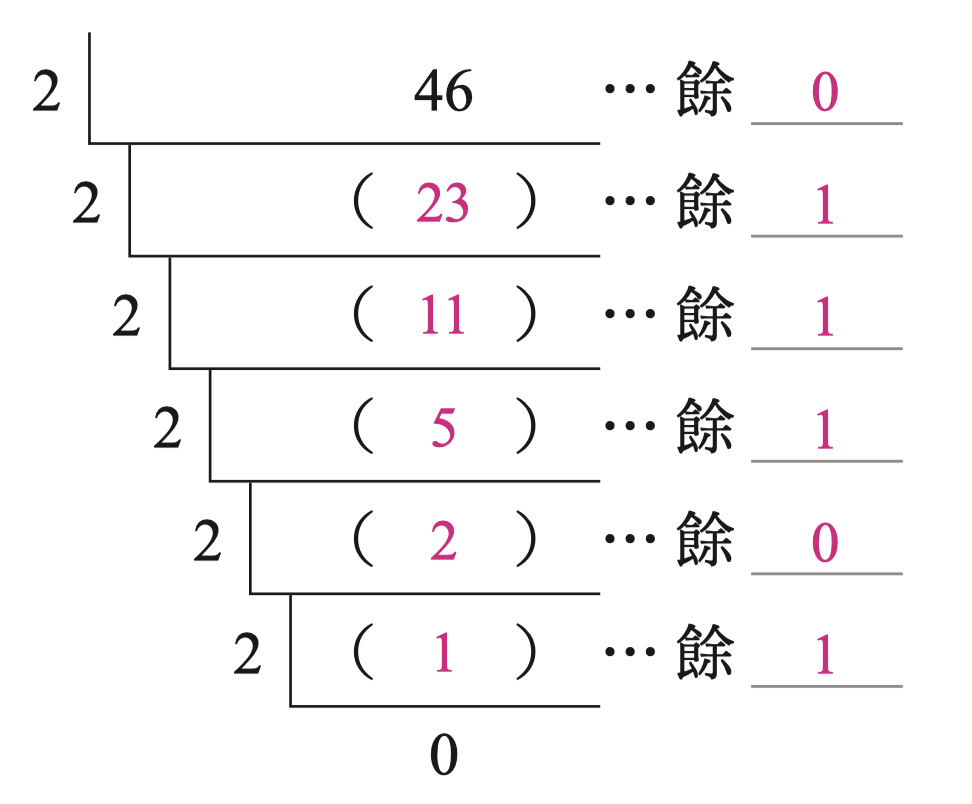 2 46 … 餘 0
2 ( 23 ) … 餘 1
2 ( 11 ) … 餘 1
2 ( 5 ) … 餘 1
2 ( 2 ) … 餘 0
2 ( 1 ) … 餘 1
0